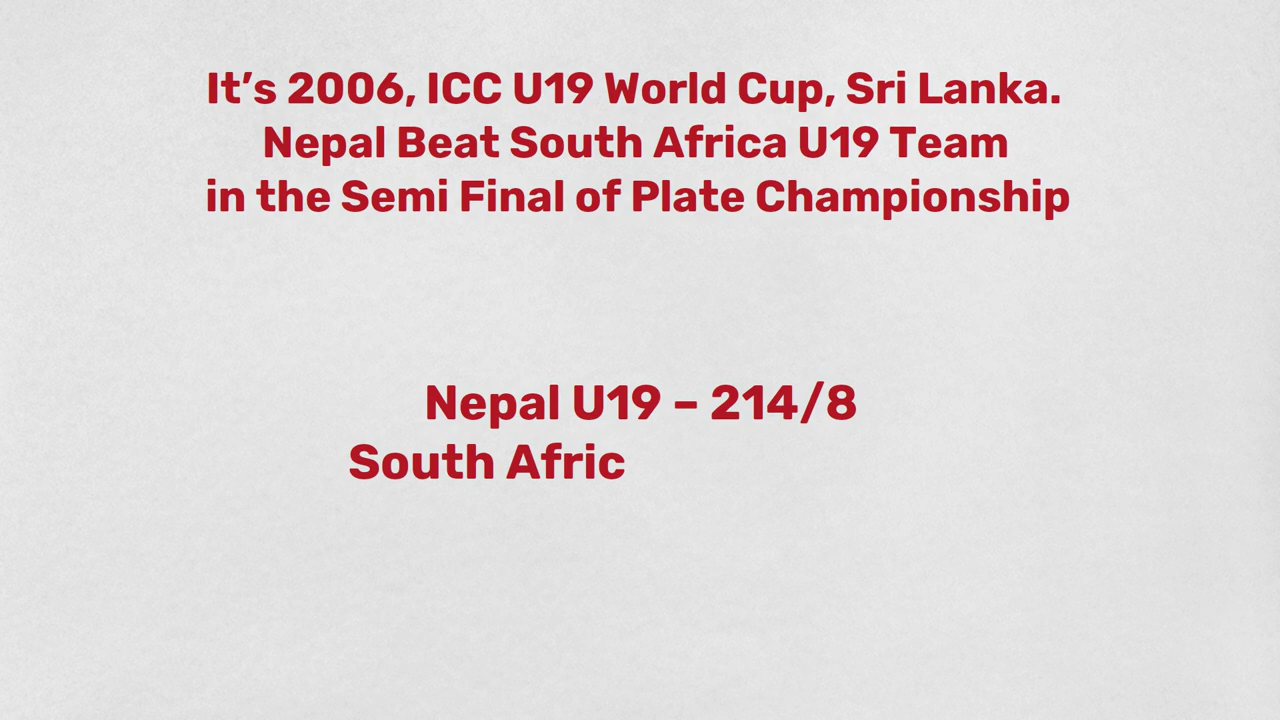 It’s 2006, ICC U19 World Cup, Sri Lanka.
Nepal Beat South Africa U19 Team
in the Semi Final of Plate Championship
Nepal U19 – 214/8
South Afric